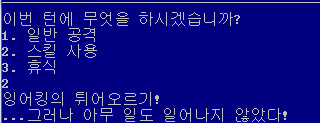 이번 턴에 무엇을 하시겠습니까?
1. 일반 공격
2. 스킬 사용
3. 휴식
2
잉어킹의 튀어오르기!
...그러나 아무 일도 일어나지 않았다!